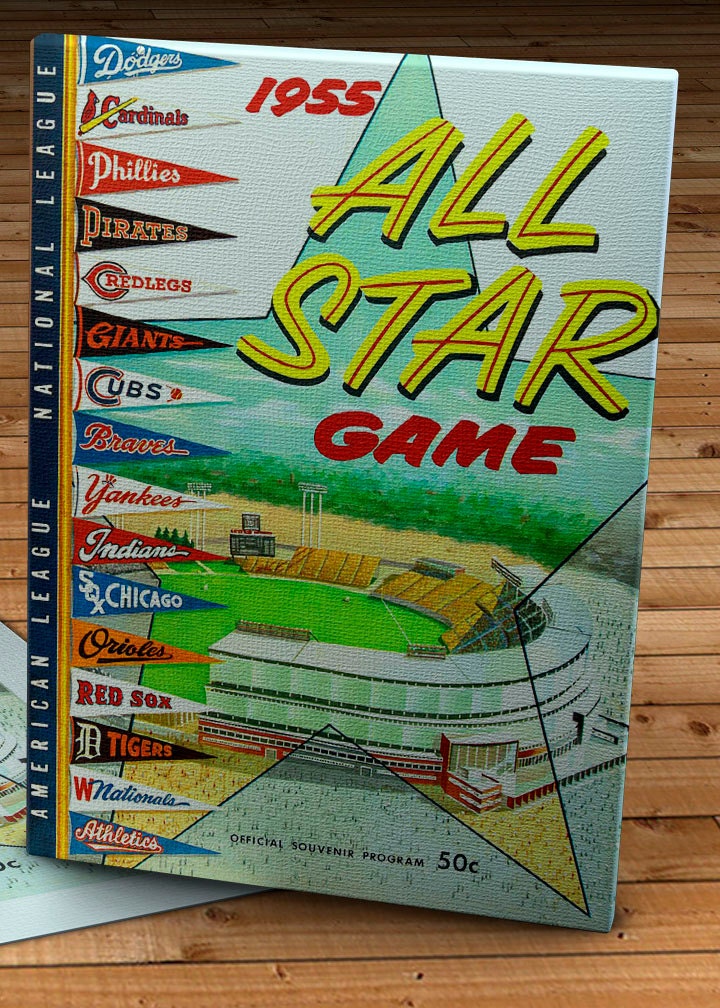 NATIONAL LEAGUE
AMERICAN LEAGUE
Dodgers
Cardinals
Phillies
PIRATES
REDLEGS
GIANTS
CUBS
Braves
Yankees
Indians
SOX CHICAGO
Orioles
RED SOX
D TIGERS
W Nationals
Athletics
1955
ALL
STAR
GAME
OFFICIAL SOUVENIR PROGRAM 50c
0c